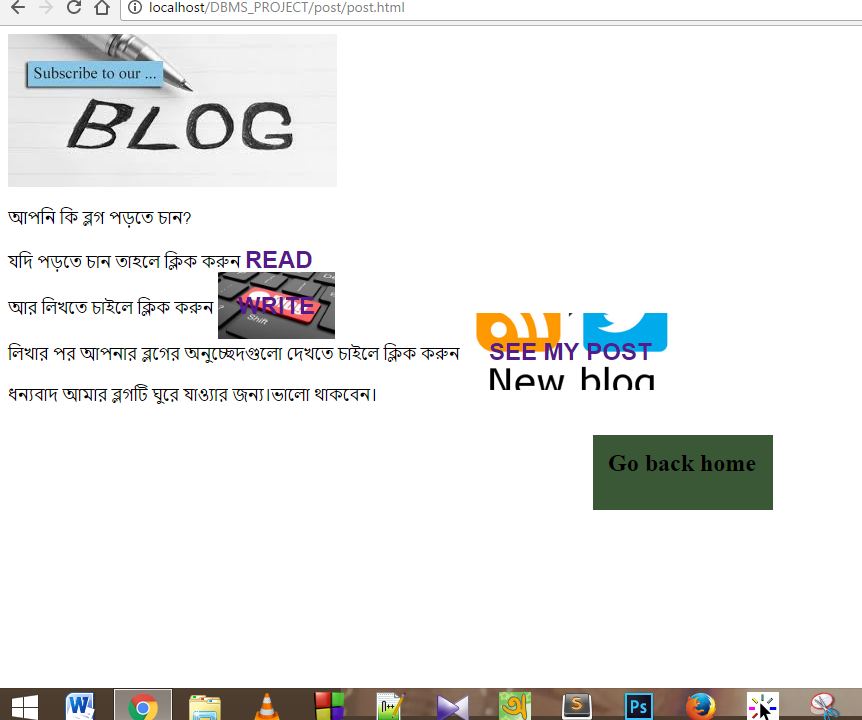 localhost/DBMS_PROJECT/post/post.html
Subscribe to our ...
BLOG
আপনি কি ব্লগ পড়তে চান?
যদি পড়তে চান তাহলে ক্লিক করুন READ
আর লিখতে চাইলে ক্লিক করুন WRITE
Shift
লিখার পর আপনার ব্লগের অনুচ্ছেদগুলো দেখতে চাইলে ক্লিক করুন SEE MY POST
New blog
ধন্যবাদ আমার ব্লগটি ঘুরে যাওয়ার জন্য।ভালো থাকবেন।
Go back home